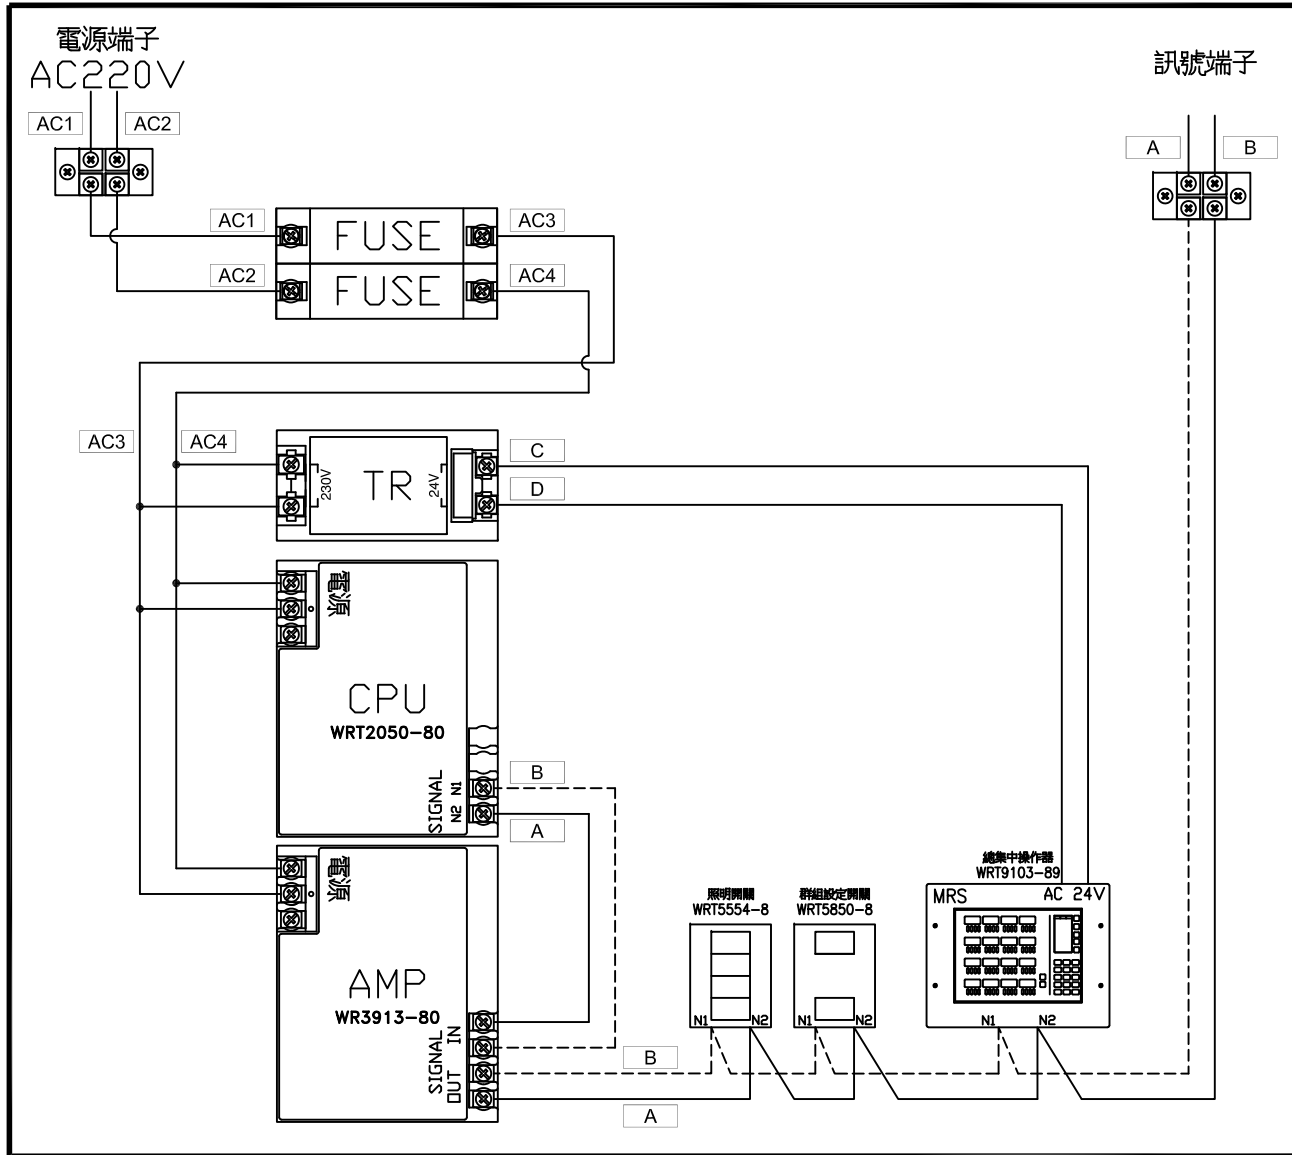 電源端子
AC220V
訊號端子
AC1
AC2
A
B
AC1
FUSE
AC3
AC2
FUSE
AC4
AC3
AC4
230V
TR
24V
C
D
電源
CPU
WRT2050-80
SIGNAL
N1
N2
B
A
電源
AMP
WR3913-80
SIGNAL
IN
OUT
B
A
照明開關
WRT5554-8
N1
N2
群組設定開關
WRT5850-8
N1
N2
總集中操作器
WRT9103-89
MRS
AC 24V
N1
N2